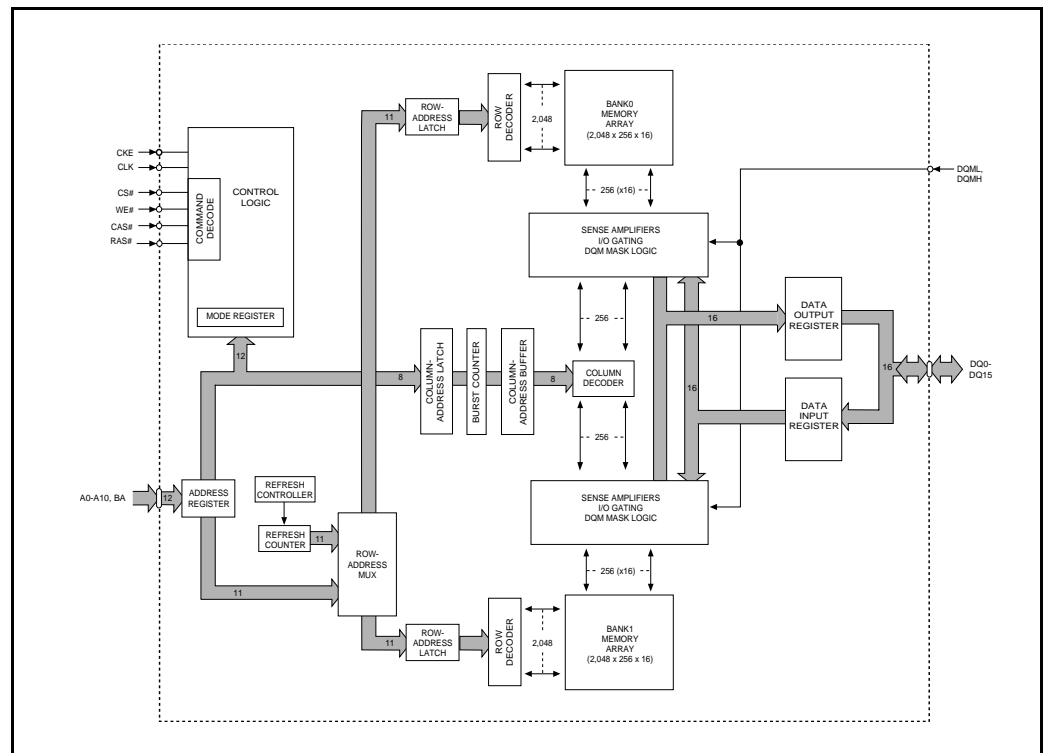 ROW-
ADDRESS
LATCH
11
ROW
DECODER
2,048
BANK0
MEMORY
ARRAY
(2,048 x 256 x 16)
CKE
CLK
CS#
WE#
CAS#
RAS#
COMMAND
DECODE
CONTROL
LOGIC
MODE REGISTER
256 (x16)
DQML,
DQMH
SENSE AMPLIFIERS
I/O GATING
DQM MASK LOGIC
12
256
16
DATA
OUTPUT
REGISTER
8
COLUMN-
ADDRESS LATCH
BURST COUNTER
COLUMN-
ADDRESS BUFFER
8
COLUMN
DECODER
16
16
DQ0-
DQ15
DATA
INPUT
REGISTER
256
A0-A10, BA
12
ADDRESS
REGISTER
REFRESH
CONTROLLER
REFRESH
COUNTER
11
ROW-
ADDRESS
MUX
11
SENSE AMPLIFIERS
I/O GATING
DQM MASK LOGIC
256 (x16)
11
ROW-
ADDRESS
LATCH
ROW
DECODER
2,048
BANK1
MEMORY
ARRAY
(2,048 x 256 x 16)